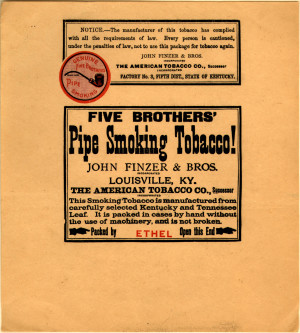 NOTICE.—The manufacturer of this tobacco has complied
with all the requirements of law. Every person is cautioned,
under the penalties of law, not to use this package for tobacco again.
JOHN FINZER & BROS.
INCORPORATED
THE AMERICAN TOBACCO CO., Successor
INCORPORATED
FACTORY No. 3, FIFTH DIST., STATE OF KENTUCKY.
GENUINE
PIPE
SMOKING
FIVE BROTHERS'
Pipe Smoking Tobacco!
JOHN FINZER & BROS.
INCORPORATED
LOUISVILLE, KY.
THE AMERICAN TOBACCO CO., Successor
INCORPORATED
This Smoking Tobacco is manufactured from
carefully selected Kentucky and Tennessee
Leaf. It is packed in cases by hand without
the use of machinery, and is not broken.
Packed by ETHEL Open this End